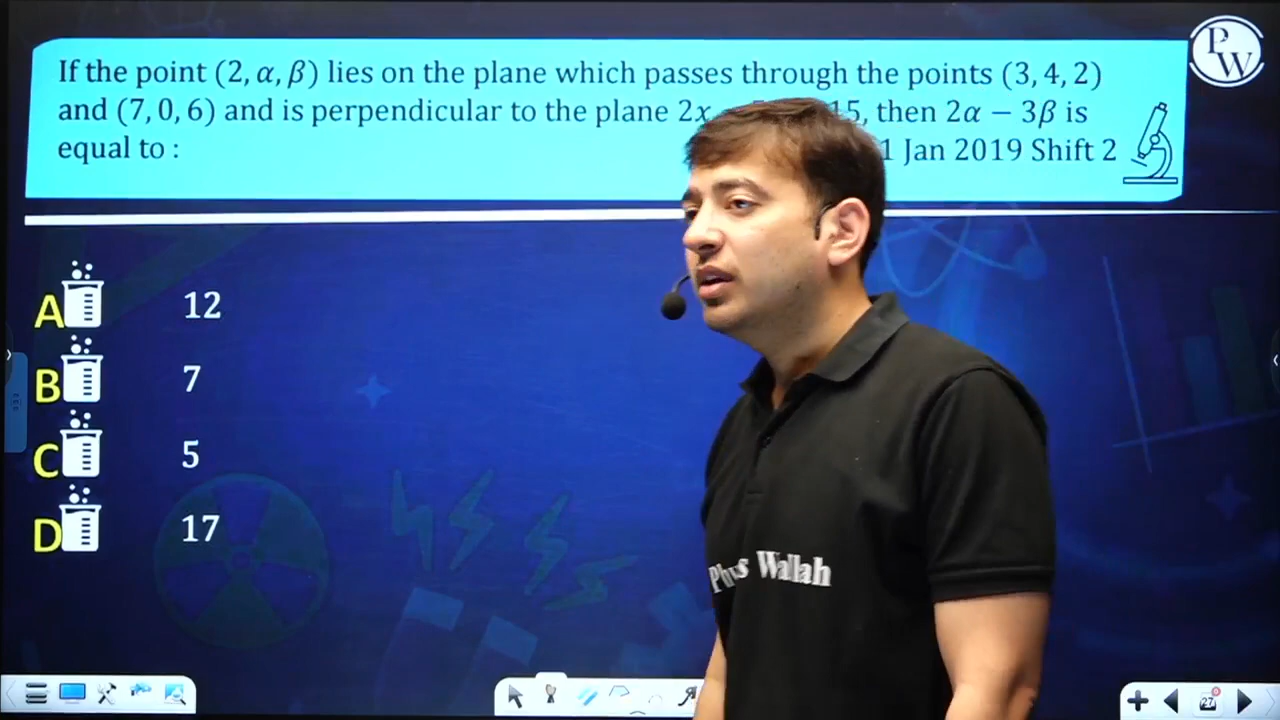 If the point (2, α, β) lies on the plane which passes through the points (3, 4, 2)
and (7, 0, 6) and is perpendicular to the plane 2x 15, then 2α − 3β is
equal to : 1 Jan 2019 Shift 2
PW
A 12
B 7
C 5
D 17
Wallah
27